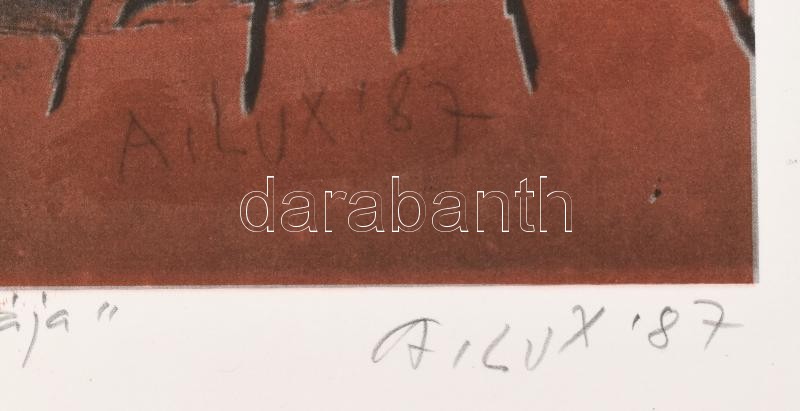 AILUX '87
darabanth
ája"
AILUX '87